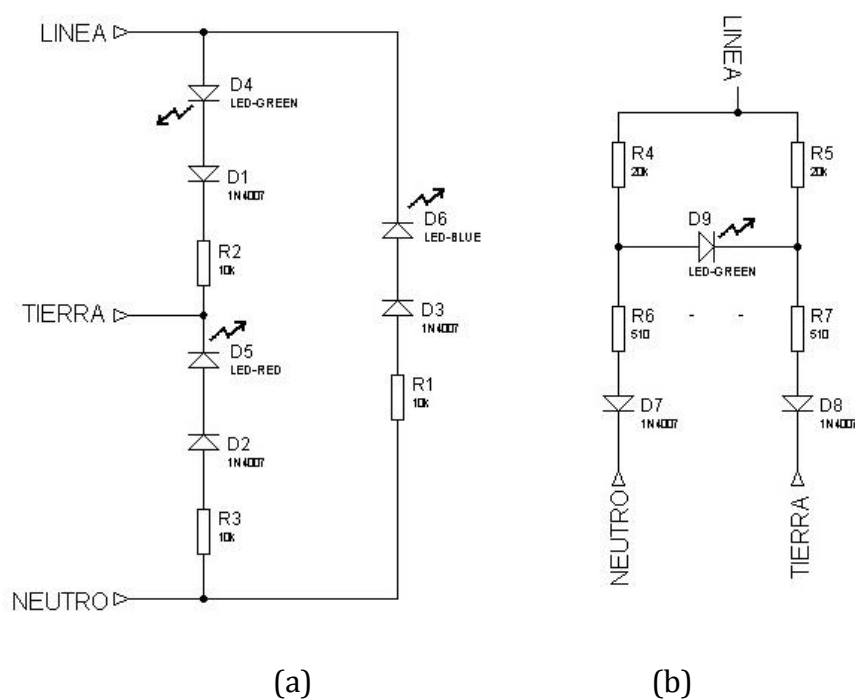 LINEA
D4
LED-GREEN
D1
1N4007
R2
10k
TIERRA
D5
LED-RED
D2
1N4007
R3
10k
NEUTRO
D6
LED-BLUE
D3
1N4007
R1
10k
(a)
LINEA
R4
20k
R5
20k
D9
LED-GREEN
R6
510
- -
R7
510
D7
1N4007
D8
1N4007
NEUTRO
TIERRA
(b)